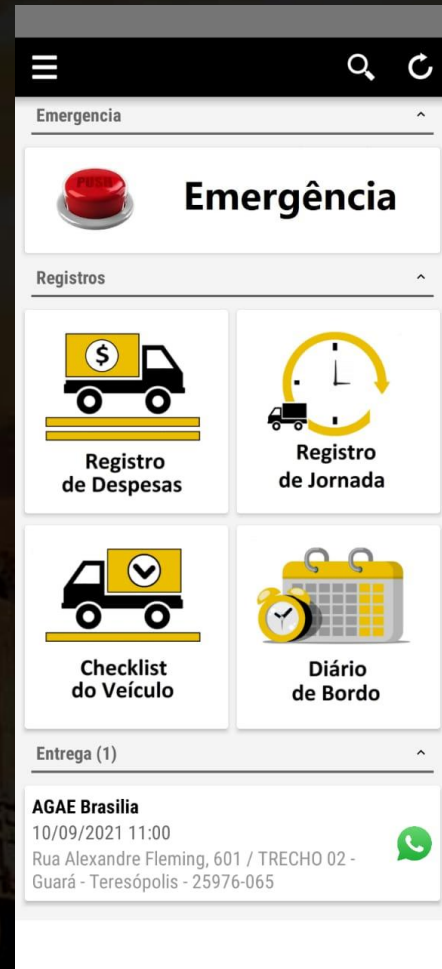 Emergencia
PUSH
Emergência
Registros
$
Registro
de Despesas
Registro
de Jornada
Checklist
do Veículo
Diário
de Bordo
Entrega (1)
AGAE Brasilia
10/09/2021 11:00
Rua Alexandre Fleming, 601 / TRECHO 02 -
Guará - Teresópolis - 25976-065